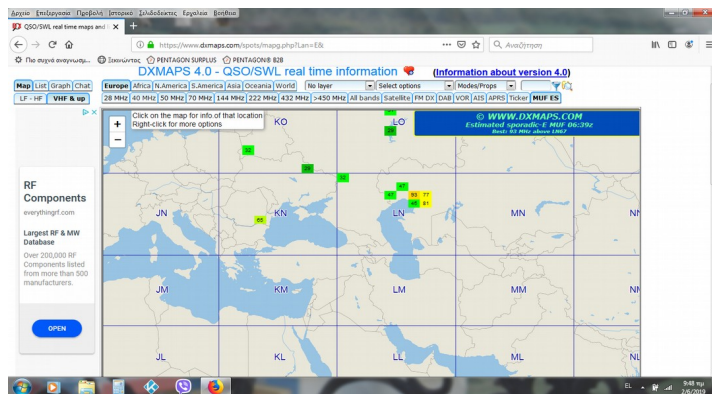 Αρχείο Επεξεργασία Προβολή Ιστορικό Σελιδοδείκτες Εργαλεία Βοήθεια
QSO/SWL real time maps and l × +
https://www.dxmaps.com/spots/mapg.php?Lan=E&
Αναζήτηση
Πιο συχνά αναγνωσμ... Ξεκινώντας PENTAGON SURPLUS PENTAGON® B2B
DXMAPS 4.0 - QSO/SWL real time information (Information about version 4.0)
Map List Graph Chat Europe Africa N.America S.America Asia Oceania World No layer Select options Modes/Props
LF - HF VHF & up 28 MHz 40 MHz 50 MHz 70 MHz 144 MHz 222 MHz 432 MHz >450 MHz All bands Satellite FM DX DAB VOR AIS APRS Ticker MUF ES
+ Click on the map for info.of that location
Right-click for more options
−
© WWW.DXMAPS.COM
Estimated sporadic-E MUF 06:39z
Best: 93 MHz above LN67
KO LO
32
29
32
47
93 77
81
JN KN LN MN NN
JM KM LM MM
JL KL LL ML NL
RF
Components
everythingrf.com
Largest RF & MW
Database
Over 200,000 RF
Components listed
from more than 500
manufacturers.
OPEN
EL
9:48 πμ
2/6/2019